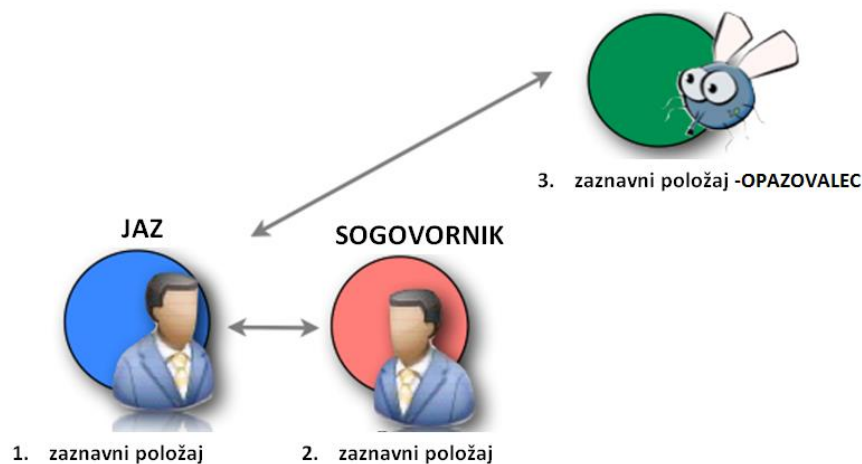 3. zaznavni položaj -OPAZOVALEC
JAZ
SOGOVORNIK
1. zaznavni položaj
2. zaznavni položaj